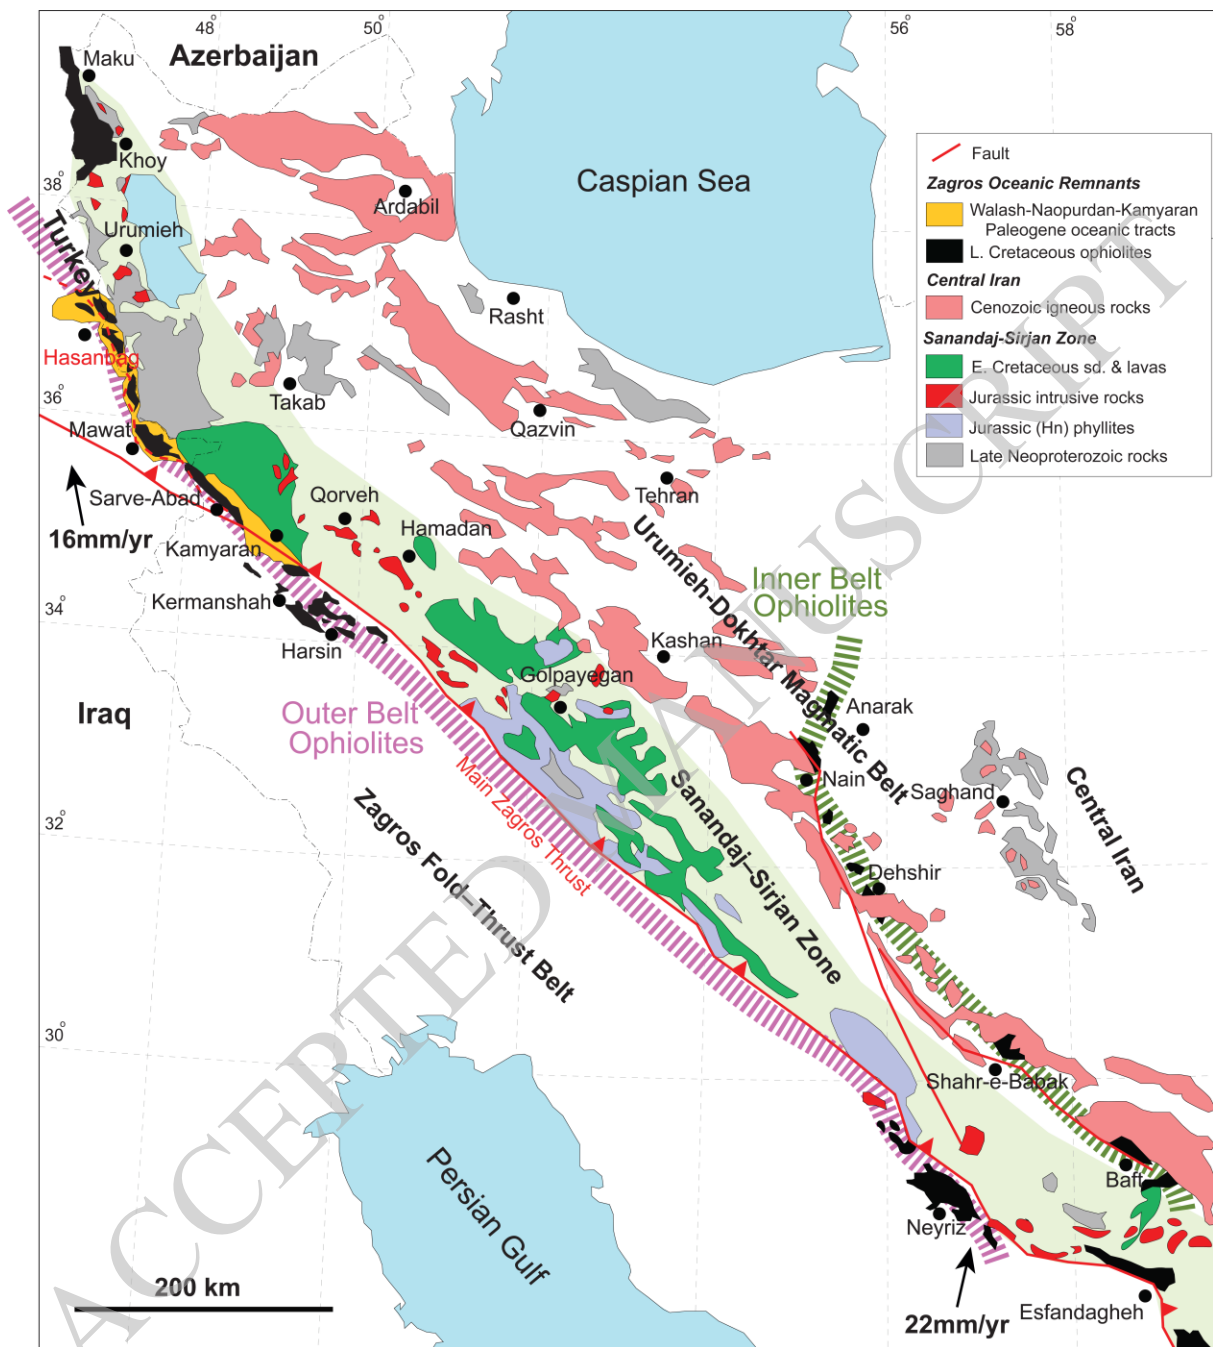 48°
50°
56°
58°
Maku
Azerbaijan
Khoy
38°
Caspian Sea
Ardabil
Turkey
Urumieh
Rasht
Hasanbag
Takab
36°
Qazvin
Mawat
Tehran
Sarve-Abad
Qorveh
Hamadan
16mm/yr
Kamyaran
Urumieh-Dokhtar Magmatic Belt
Inner Belt
Ophiolites
Kermanshah
34°
Harsin
Kashan
Golpayegan
Iraq
Outer Belt
Ophiolites
Anarak
Nain
Main Zagros Thrust
Saghand
Central Iran
Zagros Fold–Thrust Belt
Sanandaj–Sirjan Zone
32°
Dehshir
30°
Shahr-e-Babak
Persian Gulf
Baft
Neyriz
200 km
22mm/yr
Esfandagheh
Fault
Zagros Oceanic Remnants
Walash-Naopurdan-Kamyaran
Paleogene oceanic tracts
L. Cretaceous ophiolites
Central Iran
Cenozoic igneous rocks
Sanandaj-Sirjan Zone
E. Cretaceous sd. & lavas
Jurassic intrusive rocks
Jurassic (Hn) phyllites
Late Neoproterozoic rocks
ACCEPTED MANUSCRIPT